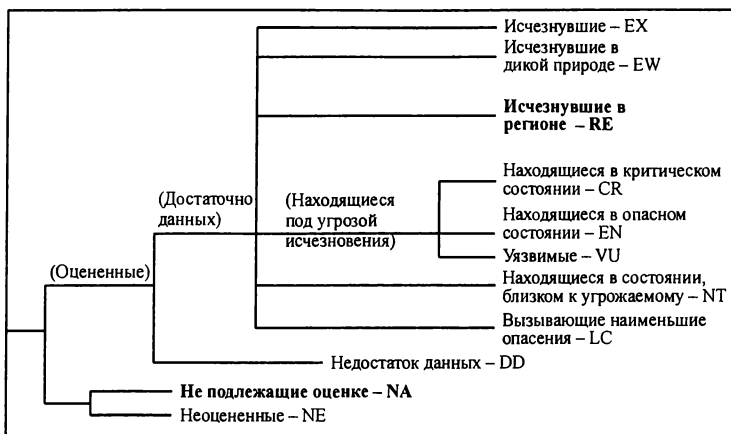 Исчезнувшие – EX
Исчезнувшие в
дикой природе – EW
Исчезнувшие в
регионе – RE
Находящиеся в критическом
состоянии – CR
(Достаточно
данных)
(Находящиеся
под угрозой
исчезновения)
Находящиеся в опасном
состоянии – EN
Уязвимые – VU
(Оцененные)
Находящиеся в состоянии,
близком к угрожаемому – NT
Вызывающие наименьшие
опасения – LC
Недостаток данных – DD
Не подлежащие оценке – NA
Неоцененные – NE